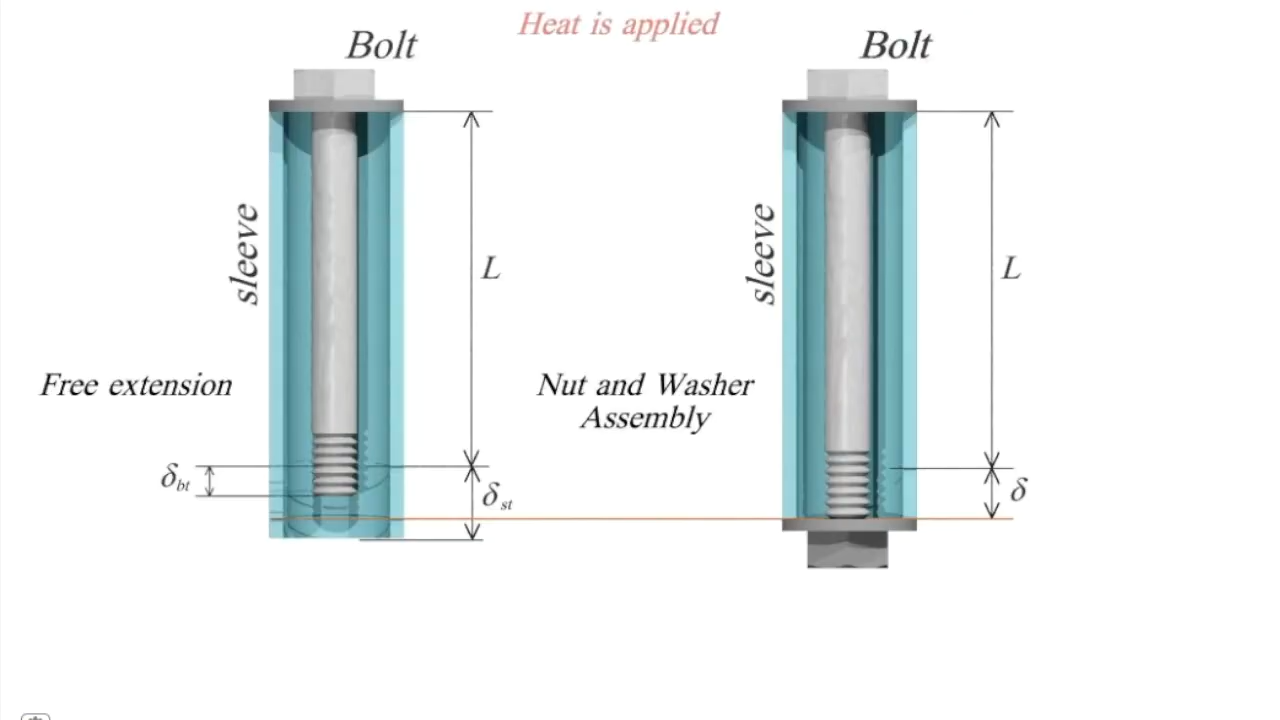 Heat is applied
Bolt
Bolt
sleeve
sleeve
L
L
Free extension
Nut and Washer
Assembly
δbt
δst
δ